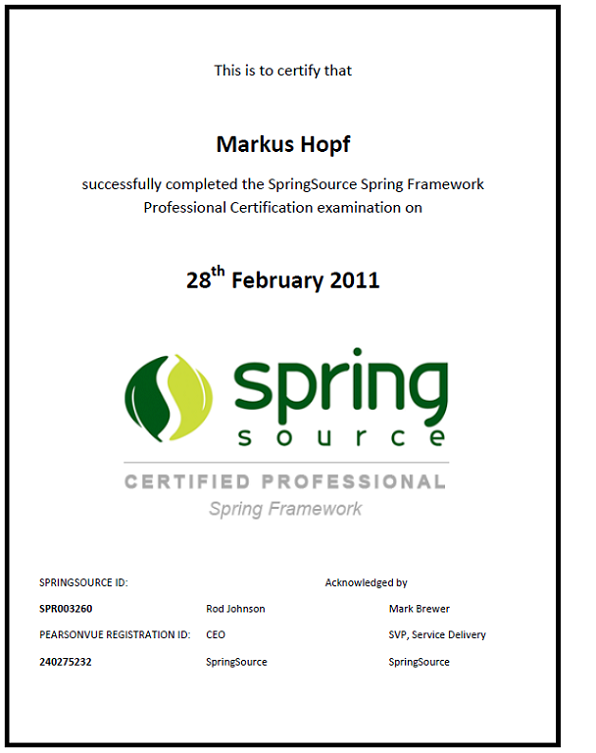 This is to certify that
Markus Hopf
successfully completed the SpringSource Spring Framework
Professional Certification examination on
28th February 2011
spring
source
CERTIFIED PROFESSIONAL
Spring Framework
SPRINGSOURCE ID: Acknowledged by
SPR003260 Rod Johnson Mark Brewer
PEARSONVUE REGISTRATION ID: CEO SVP, Service Delivery
240275232 SpringSource SpringSource